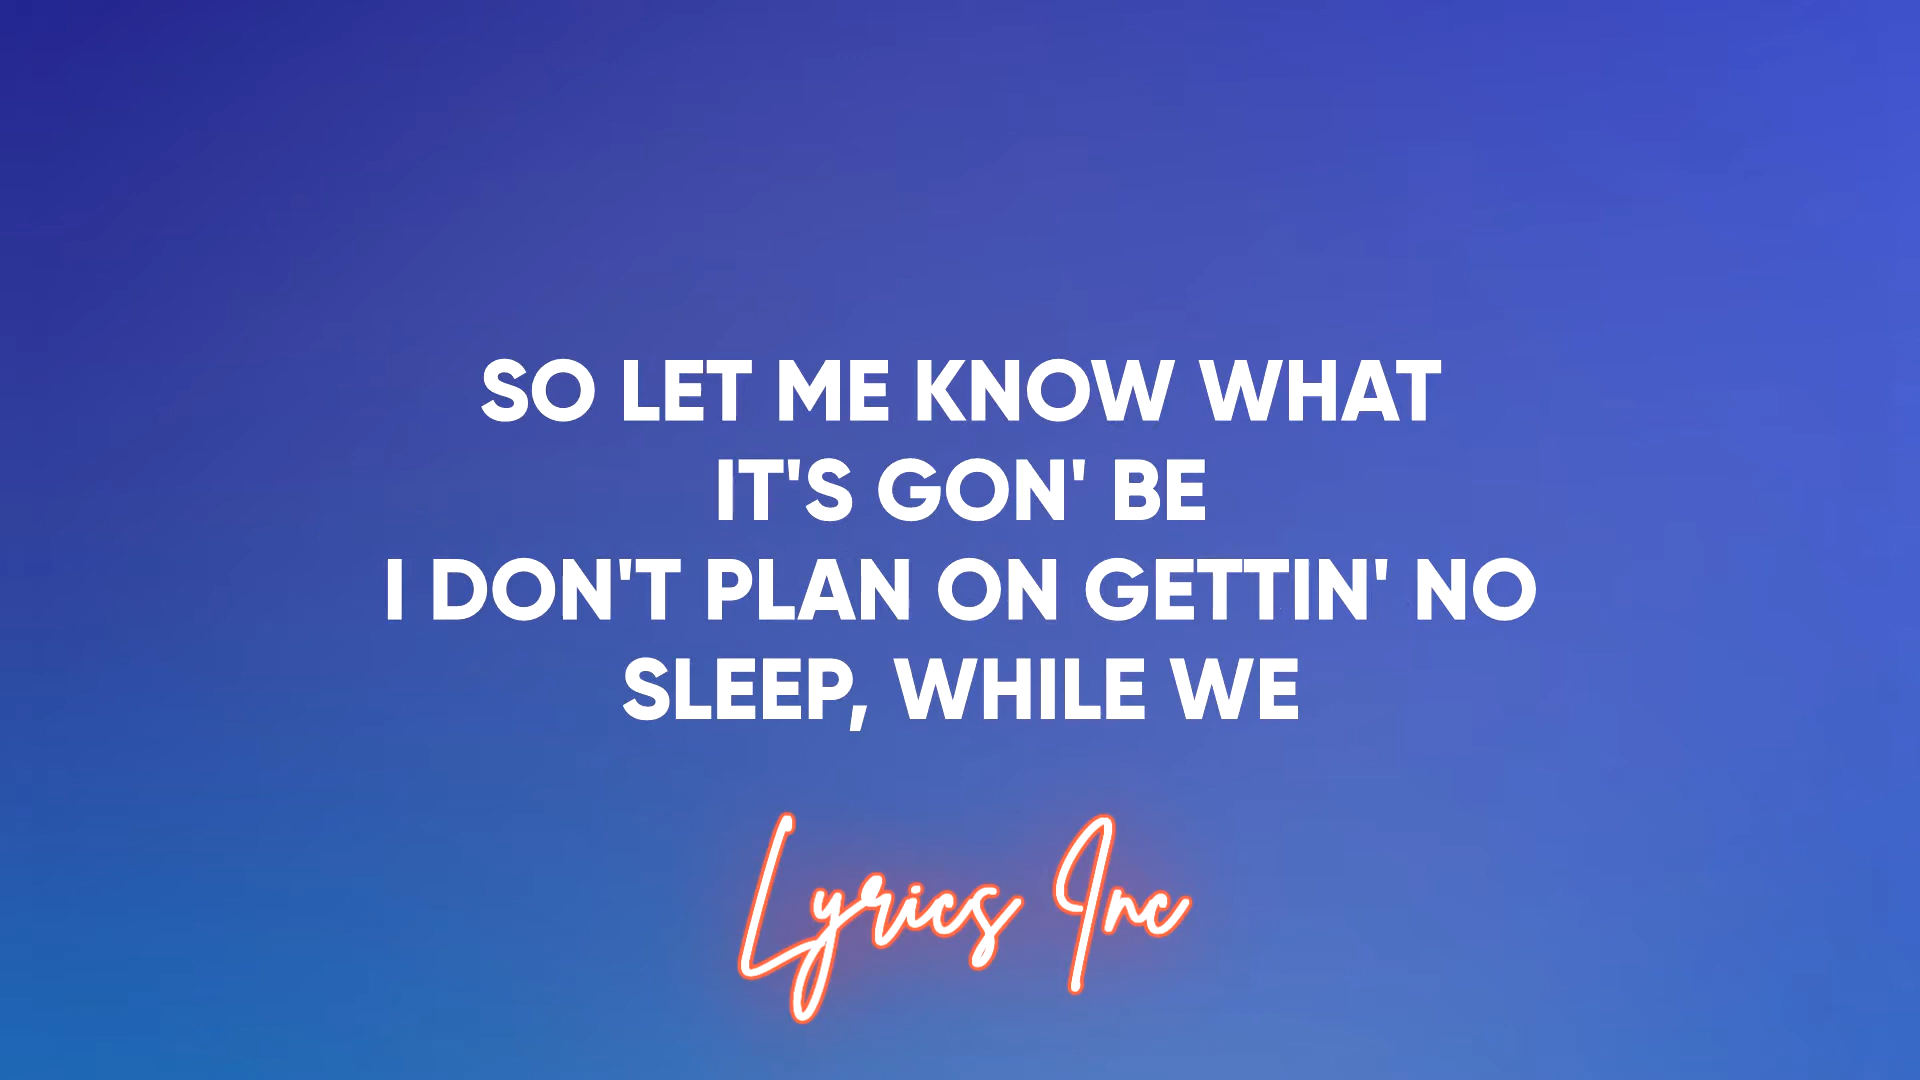 SO LET ME KNOW WHAT
IT'S GON' BE
I DON'T PLAN ON GETTIN' NO
SLEEP, WHILE WE
Lyrics Inc